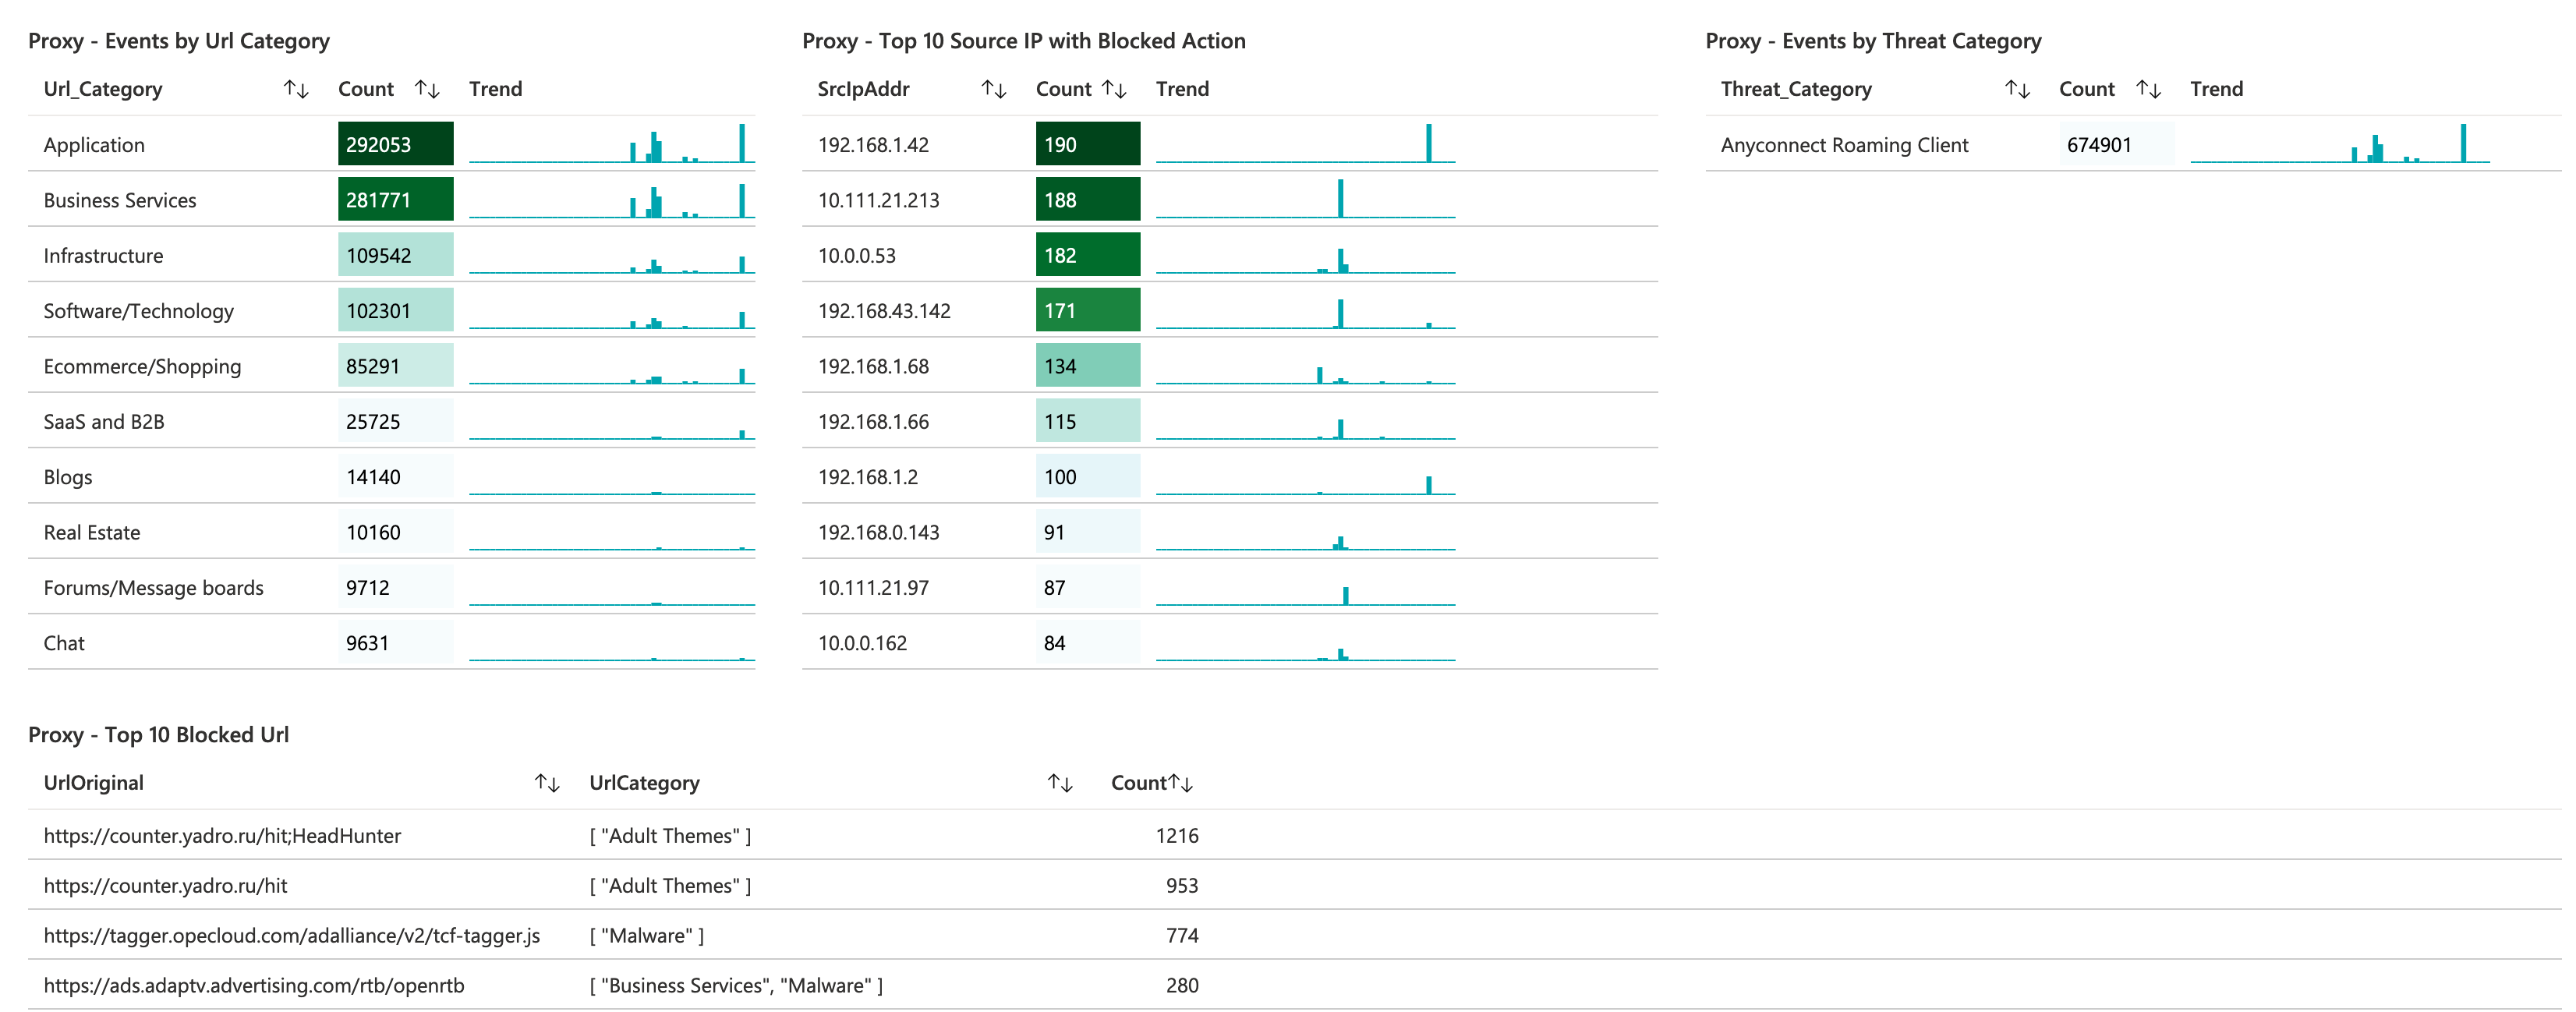 Proxy - Events by Url Category
Url_Category ↑↓ Count ↑↓ Trend
Application 292053
Business Services 281771
Infrastructure 109542
Software/Technology 102301
Ecommerce/Shopping 85291
SaaS and B2B 25725
Blogs 14140
Real Estate 10160
Forums/Message boards 9712
Chat 9631
Proxy - Top 10 Source IP with Blocked Action
SrcIpAddr ↑↓ Count ↑↓ Trend
192.168.1.42 190
10.111.21.213 188
10.0.0.53 182
192.168.43.142 171
192.168.1.68 134
192.168.1.66 115
192.168.1.2 100
192.168.0.143 91
10.111.21.97 87
10.0.0.162 84
Proxy - Events by Threat Category
Threat_Category ↑↓ Count ↑↓ Trend
Anyconnect Roaming Client 674901
Proxy - Top 10 Blocked Url
UrlOriginal ↑↓ UrlCategory ↑↓ Count↑↓
https://counter.yadro.ru/hit;HeadHunter [ "Adult Themes" ] 1216
https://counter.yadro.ru/hit [ "Adult Themes" ] 953
https://tagger.opecloud.com/adalliance/v2/tcf-tagger.js [ "Malware" ] 774
https://ads.adaptv.advertising.com/rtb/openrtb [ "Business Services", "Malware" ] 280